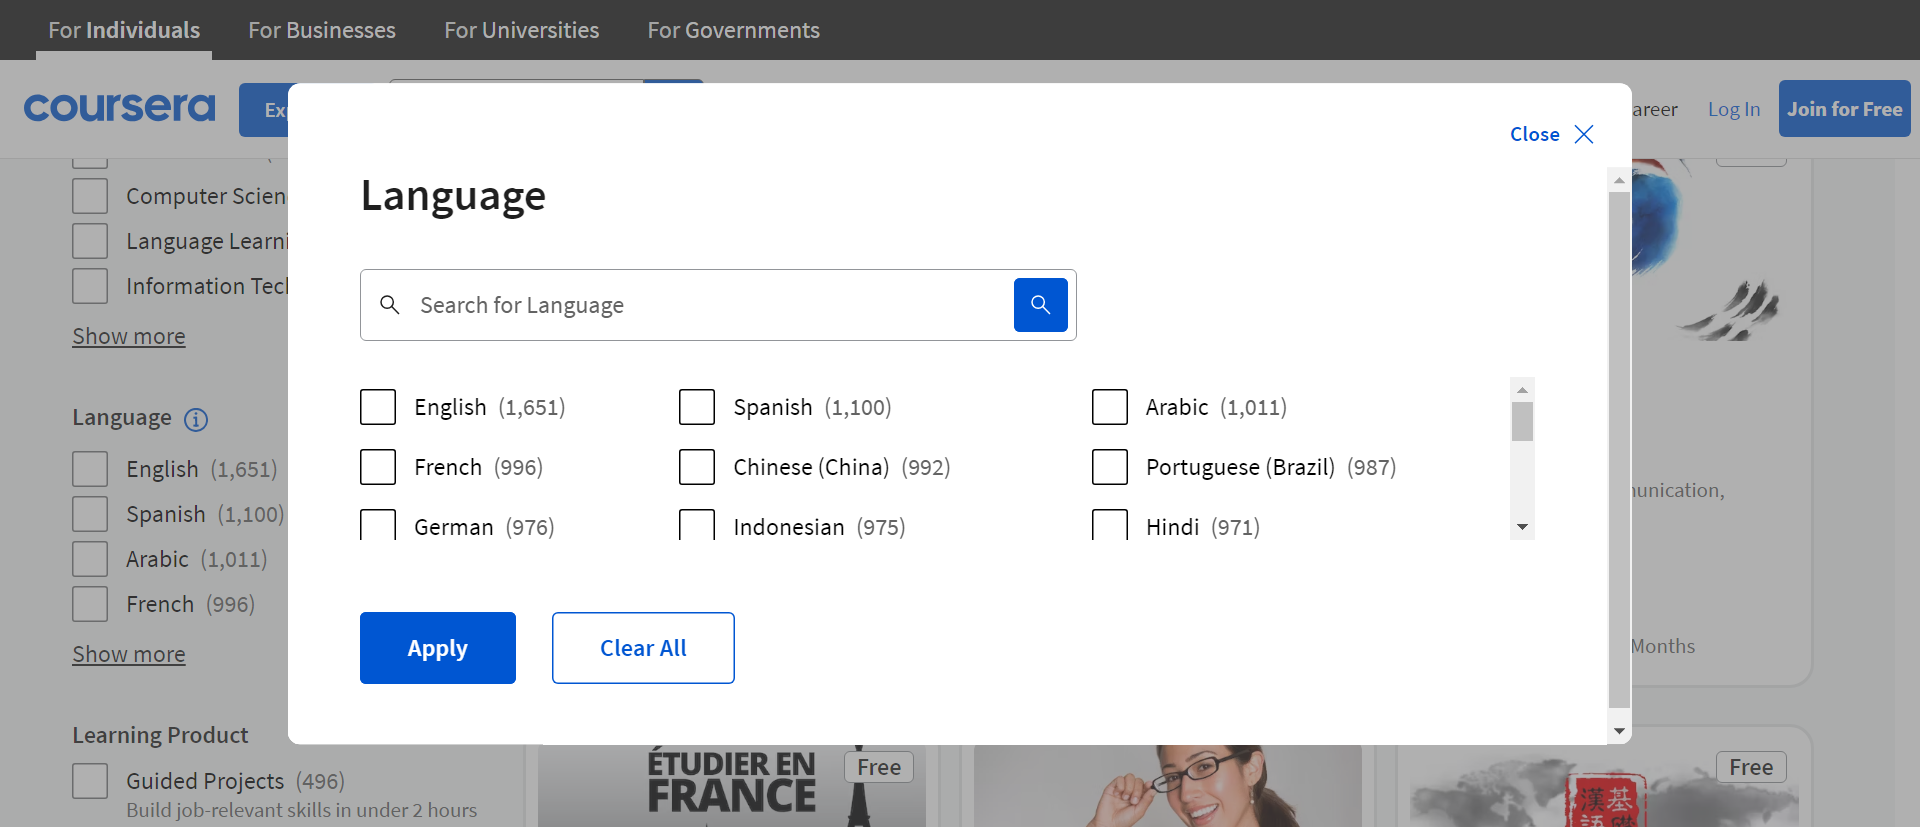 For Individuals For Businesses For Universities For Governments
coursera
Career Log In Join for Free
Computer Scien
Language Learni
Information Tec
Show more
Language
English (1,651)
Spanish (1,100)
Arabic (1,011)
French (996)
Show more
Learning Product
Guided Projects (496)
Build job-relevant skills in under 2 hours
Close
Language
Search for Language
English (1,651) Spanish (1,100) Arabic (1,011)
French (996) Chinese (China) (992) Portuguese (Brazil) (987)
German (976) Indonesian (975) Hindi (971)
Apply Clear All
Months
ÉTUDIER EN
FRANCE
Free
Free
漢基
語礎